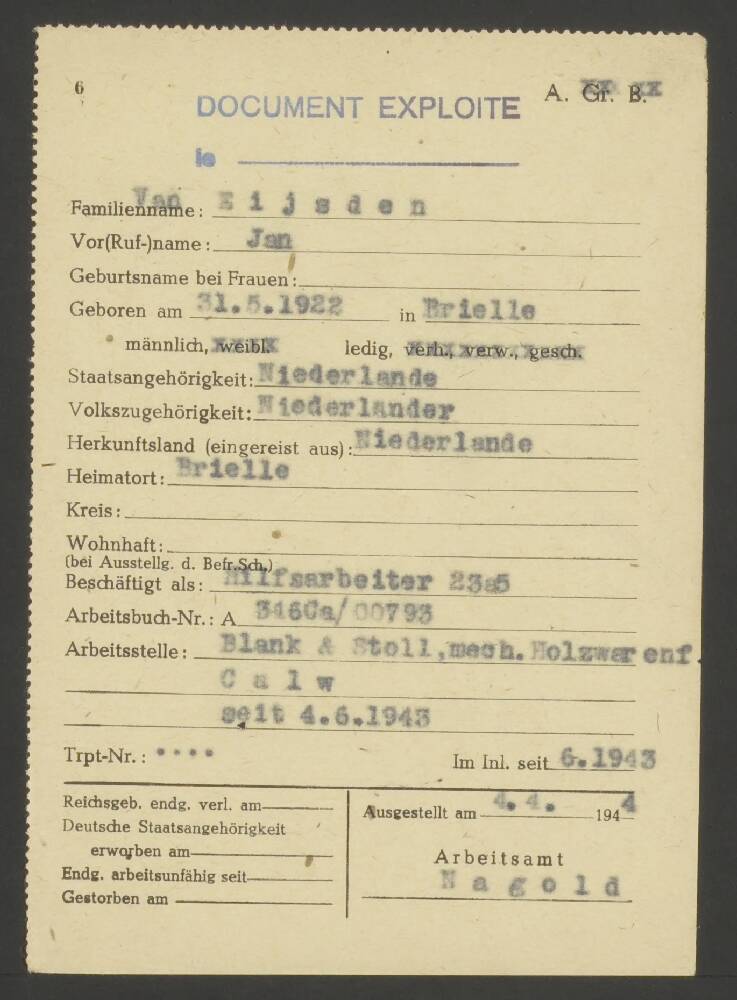 6
A. Gr. B.
DOCUMENT EXPLOITE
le
Familienname: Van Eijsden
Vor(Ruf-)name: Jan
Geburtsname bei Frauen:
Geboren am 31.5.1922 in Brielle
männlich, weibl. ledig, verh., verw., gesch.
Staatsangehörigkeit: Niederlande
Volkszugehörigkeit: Niederländer
Herkunftsland (eingereist aus): Niederlande
Heimatort: Brielle
Kreis:
Wohnhaft:
(bei Ausstellg. d. Befr.Sch.)
Beschäftigt als: Hilfsarbeiter 23a5
Arbeitsbuch-Nr.: A 346Ca/00793
Arbeitsstelle: Blank & Stoll,mech.Holzwarenf.
Calw
seit 4.6.1943
Trpt-Nr.: .... Im Inl. seit 6.1943
Reichsgeb. endg. verl. am
Deutsche Staatsangehörigkeit
erworben am
Endg. arbeitsunfähig seit
Gestorben am
Ausgestellt am 4.4. 1944
Arbeitsamt
Nagold